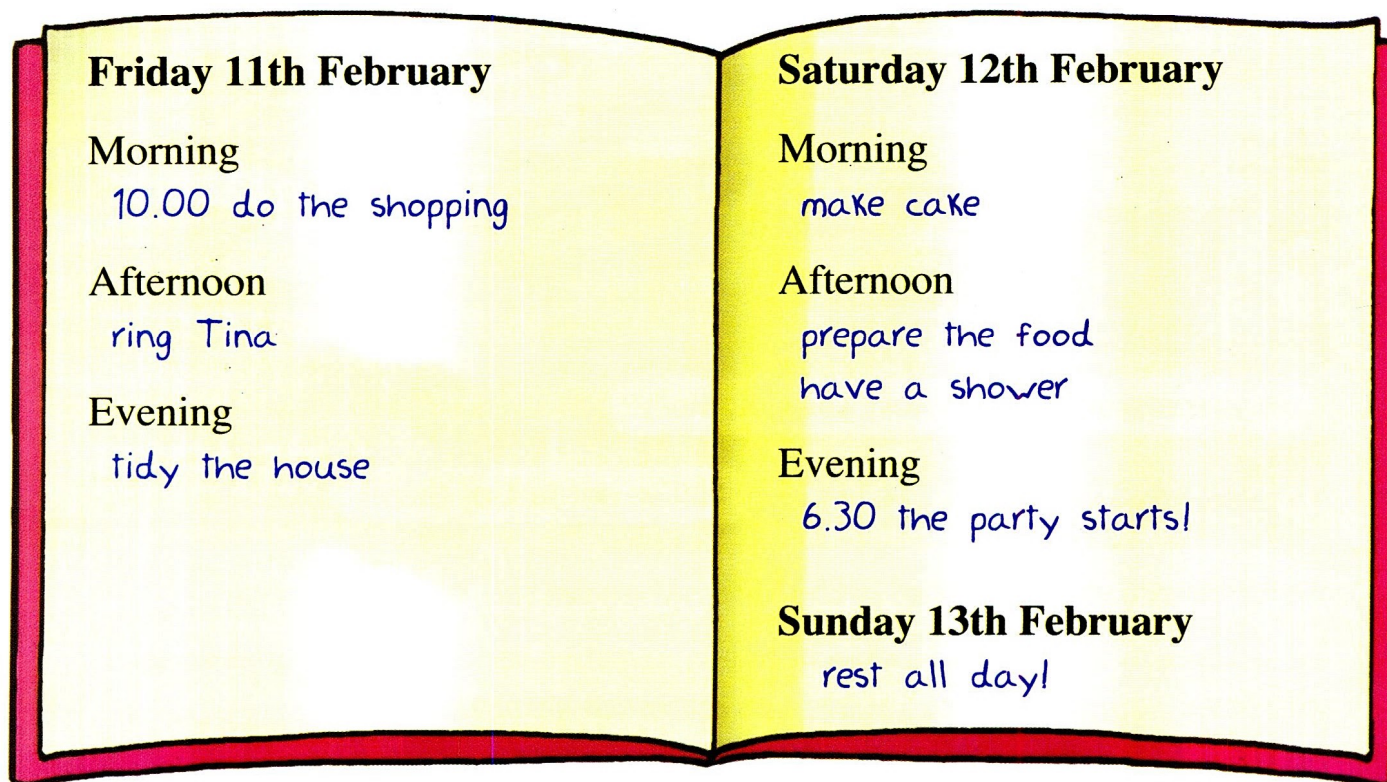 Friday 11th February
Morning
10.00 do the shopping
Afternoon
ring Tina
Evening
tidy the house
Saturday 12th February
Morning
make cake
Afternoon
prepare the food
have a shower
Evening
6.30 the party starts!
Sunday 13th February
rest all day!